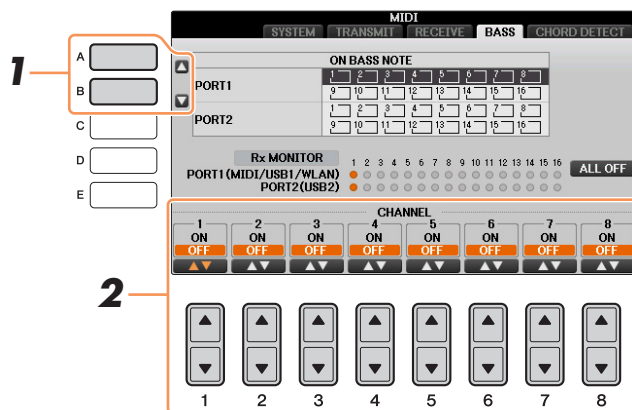 MIDI
SYSTEM TRANSMIT RECEIVE BASS CHORD DETECT
1
A
B
C
D
E
ON BASS NOTE
PORT1
1 2 3 4 5 6 7 8
9 10 11 12 13 14 15 16
PORT2
1 2 3 4 5 6 7 8
9 10 11 12 13 14 15 16
Rx MONITOR 1 2 3 4 5 6 7 8 9 10 11 12 13 14 15 16
PORT1(MIDI/USB1/WLAN)
PORT2(USB2)
ALL OFF
CHANNEL
1 2 3 4 5 6 7 8
ON ON ON ON ON ON ON ON
OFF OFF OFF OFF OFF OFF OFF OFF
2
1 2 3 4 5 6 7 8